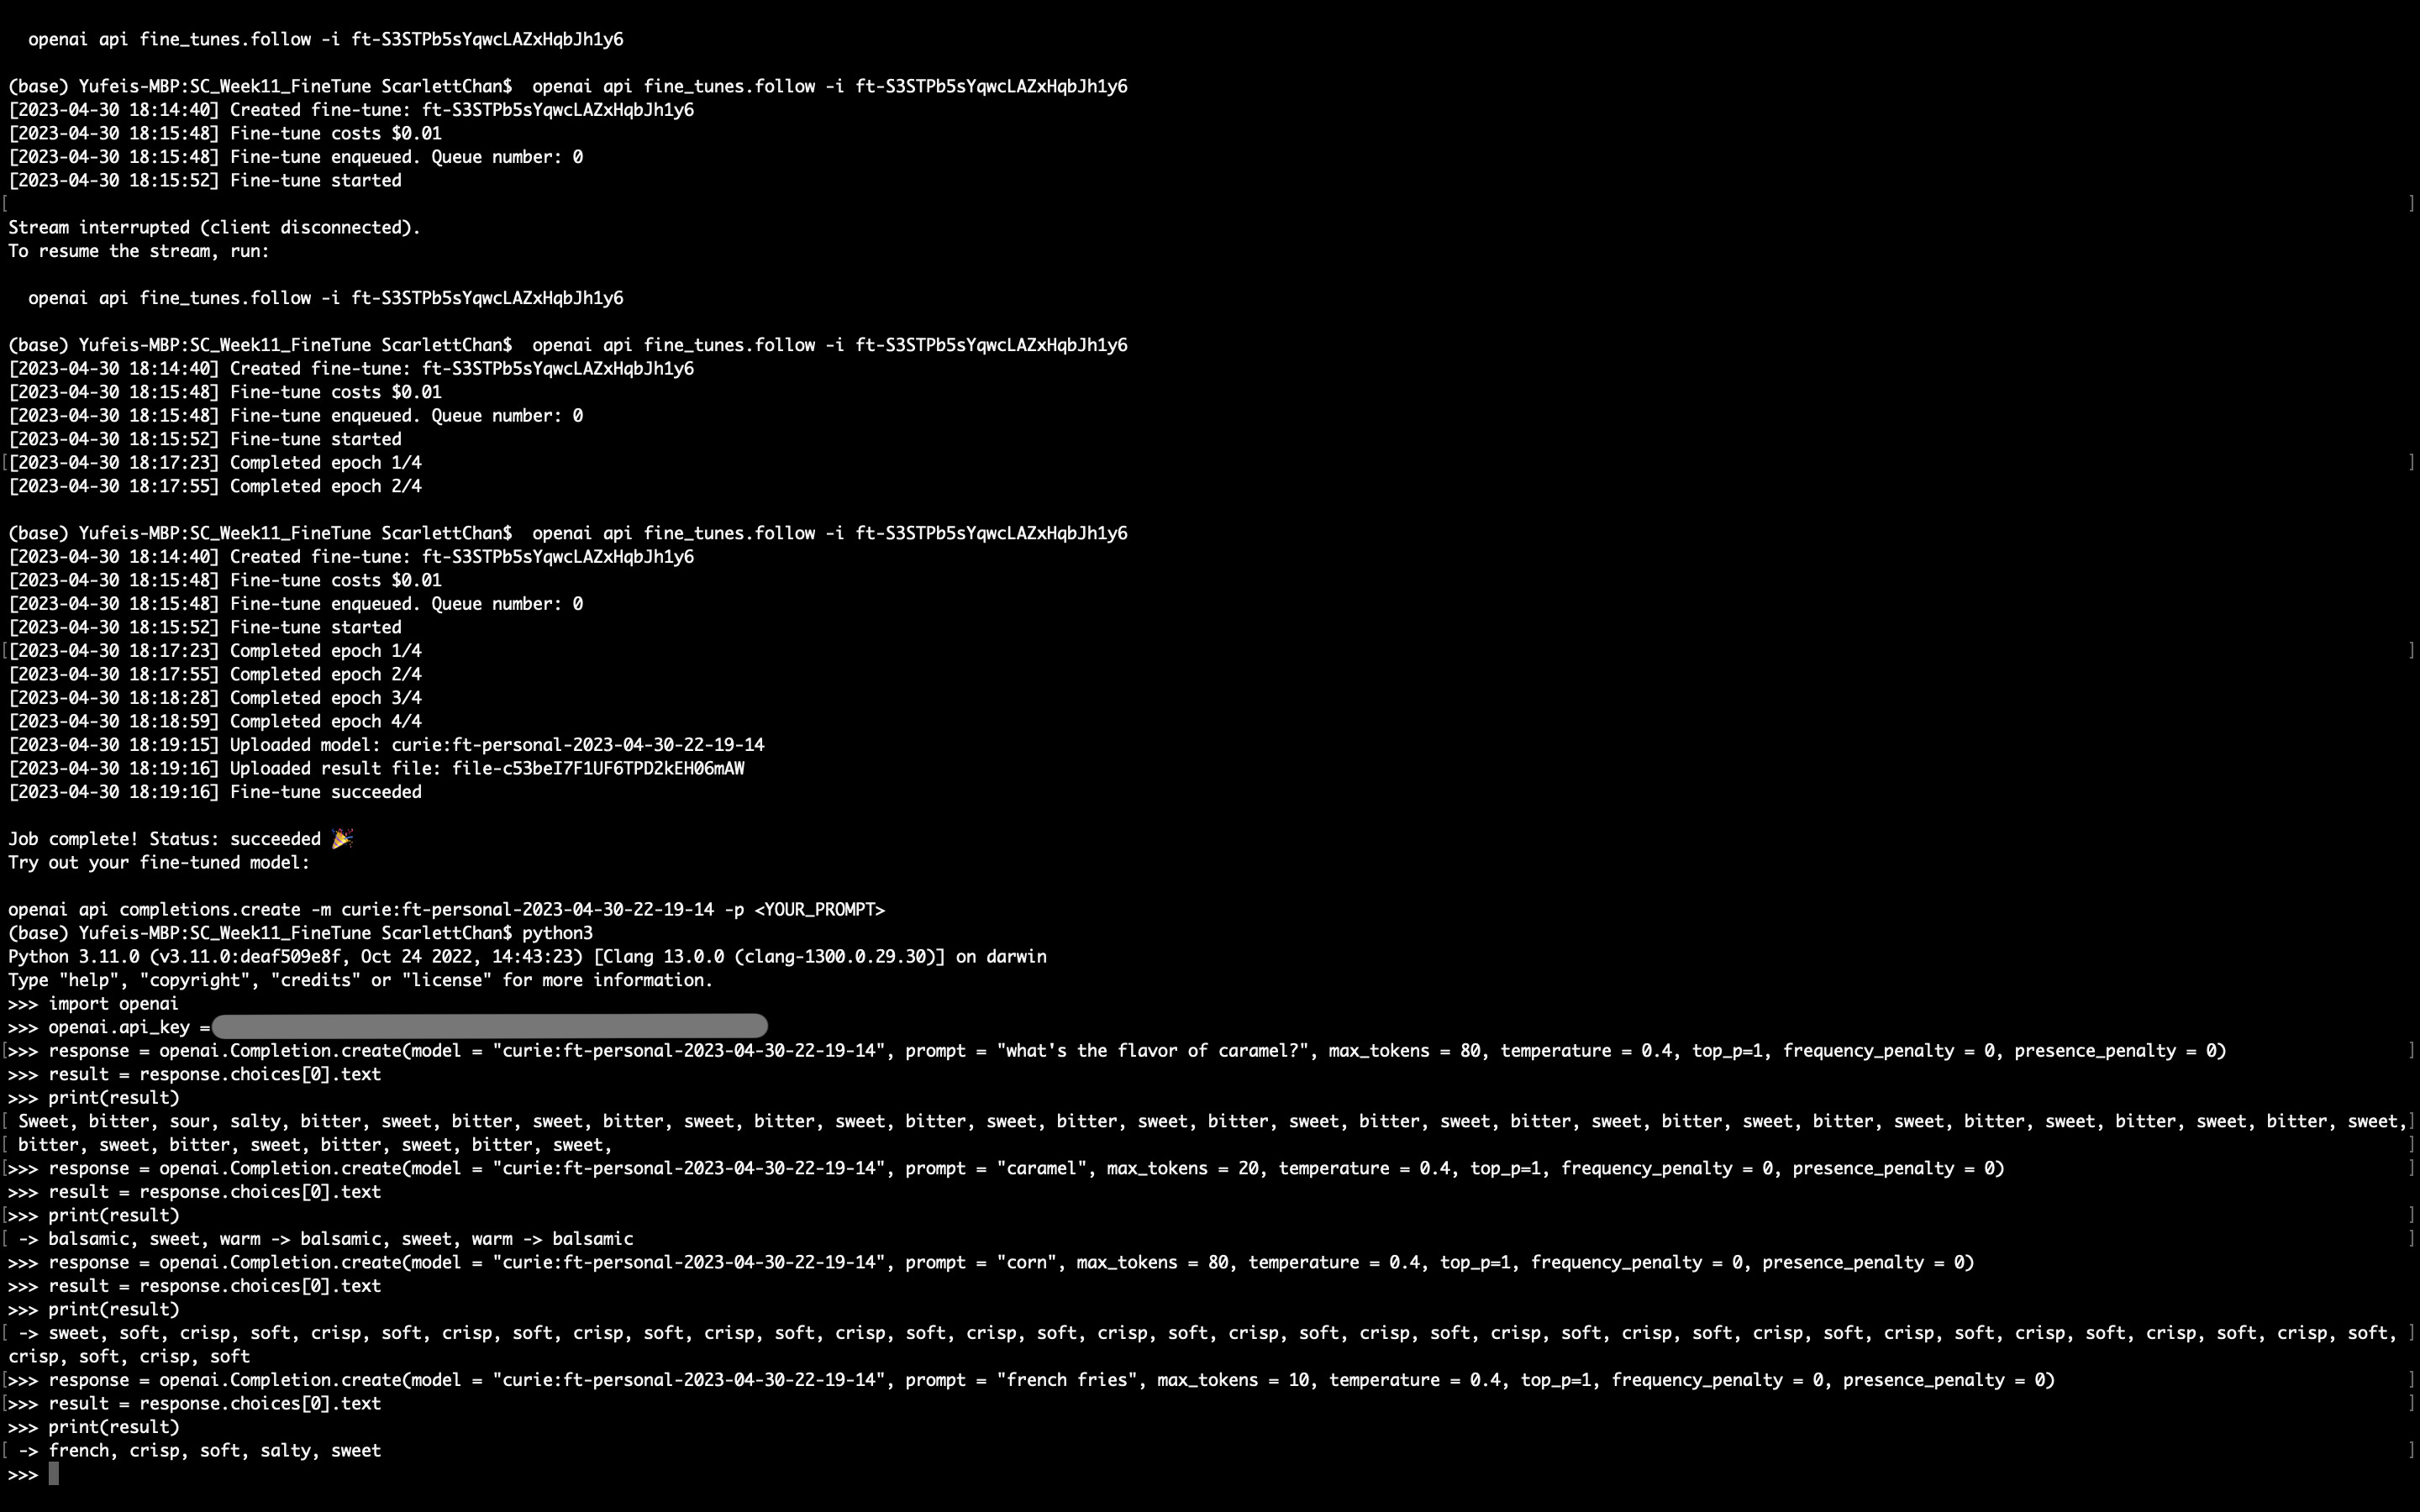 openai api fine_tunes.follow -i ft-S3STPb5sYqwcLAZxHqbJh1y6
(base) Yufeis-MBP:SC_Week11_FineTune ScarlettChan$  openai api fine_tunes.follow -i ft-S3STPb5sYqwcLAZxHqbJh1y6
[2023-04-30 18:14:40] Created fine-tune: ft-S3STPb5sYqwcLAZxHqbJh1y6
[2023-04-30 18:15:48] Fine-tune costs $0.01
[2023-04-30 18:15:48] Fine-tune enqueued. Queue number: 0
[2023-04-30 18:15:52] Fine-tune started
[ ]
Stream interrupted (client disconnected).
To resume the stream, run:
openai api fine_tunes.follow -i ft-S3STPb5sYqwcLAZxHqbJh1y6
(base) Yufeis-MBP:SC_Week11_FineTune ScarlettChan$  openai api fine_tunes.follow -i ft-S3STPb5sYqwcLAZxHqbJh1y6
[2023-04-30 18:14:40] Created fine-tune: ft-S3STPb5sYqwcLAZxHqbJh1y6
[2023-04-30 18:15:48] Fine-tune costs $0.01
[2023-04-30 18:15:48] Fine-tune enqueued. Queue number: 0
[2023-04-30 18:15:52] Fine-tune started
[[2023-04-30 18:17:23] Completed epoch 1/4 ]
[2023-04-30 18:17:55] Completed epoch 2/4
(base) Yufeis-MBP:SC_Week11_FineTune ScarlettChan$  openai api fine_tunes.follow -i ft-S3STPb5sYqwcLAZxHqbJh1y6
[2023-04-30 18:14:40] Created fine-tune: ft-S3STPb5sYqwcLAZxHqbJh1y6
[2023-04-30 18:15:48] Fine-tune costs $0.01
[2023-04-30 18:15:48] Fine-tune enqueued. Queue number: 0
[2023-04-30 18:15:52] Fine-tune started
[[2023-04-30 18:17:23] Completed epoch 1/4 ]
[2023-04-30 18:17:55] Completed epoch 2/4
[2023-04-30 18:18:28] Completed epoch 3/4
[2023-04-30 18:18:59] Completed epoch 4/4
[2023-04-30 18:19:15] Uploaded model: curie:ft-personal-2023-04-30-22-19-14
[2023-04-30 18:19:16] Uploaded result file: file-c53beI7F1UF6TPD2kEH06mAW
[2023-04-30 18:19:16] Fine-tune succeeded
Job complete! Status: succeeded 🎉
Try out your fine-tuned model:
openai api completions.create -m curie:ft-personal-2023-04-30-22-19-14 -p <YOUR_PROMPT>
(base) Yufeis-MBP:SC_Week11_FineTune ScarlettChan$ python3
Python 3.11.0 (v3.11.0:deaf509e8f, Oct 24 2022, 14:43:23) [Clang 13.0.0 (clang-1300.0.29.30)] on darwin
Type "help", "copyright", "credits" or "license" for more information.
>>> import openai
>>> openai.api_key =
[>>> response = openai.Completion.create(model = "curie:ft-personal-2023-04-30-22-19-14", prompt = "what's the flavor of caramel?", max_tokens = 80, temperature = 0.4, top_p=1, frequency_penalty = 0, presence_penalty = 0) ]
>>> result = response.choices[0].text
>>> print(result)
[ Sweet, bitter, sour, salty, bitter, sweet, bitter, sweet, bitter, sweet, bitter, sweet, bitter, sweet, bitter, sweet, bitter, sweet, bitter, sweet, bitter, sweet, bitter, sweet, bitter, sweet, bitter, sweet, bitter, sweet, bitter, sweet,]
[ bitter, sweet, bitter, sweet, bitter, sweet, bitter, sweet, ]
[>>> response = openai.Completion.create(model = "curie:ft-personal-2023-04-30-22-19-14", prompt = "caramel", max_tokens = 20, temperature = 0.4, top_p=1, frequency_penalty = 0, presence_penalty = 0) ]
>>> result = response.choices[0].text
[>>> print(result) ]
[ -> balsamic, sweet, warm -> balsamic, sweet, warm -> balsamic ]
>>> response = openai.Completion.create(model = "curie:ft-personal-2023-04-30-22-19-14", prompt = "corn", max_tokens = 80, temperature = 0.4, top_p=1, frequency_penalty = 0, presence_penalty = 0)
>>> result = response.choices[0].text
>>> print(result)
[ -> sweet, soft, crisp, soft, crisp, soft, crisp, soft, crisp, soft, crisp, soft, crisp, soft, crisp, soft, crisp, soft, crisp, soft, crisp, soft, crisp, soft, crisp, soft, crisp, soft, crisp, soft, crisp, soft, crisp, soft, crisp, soft, ]
crisp, soft, crisp, soft
[>>> response = openai.Completion.create(model = "curie:ft-personal-2023-04-30-22-19-14", prompt = "french fries", max_tokens = 10, temperature = 0.4, top_p=1, frequency_penalty = 0, presence_penalty = 0) ]
[>>> result = response.choices[0].text ]
>>> print(result)
[ -> french, crisp, soft, salty, sweet ]
>>>